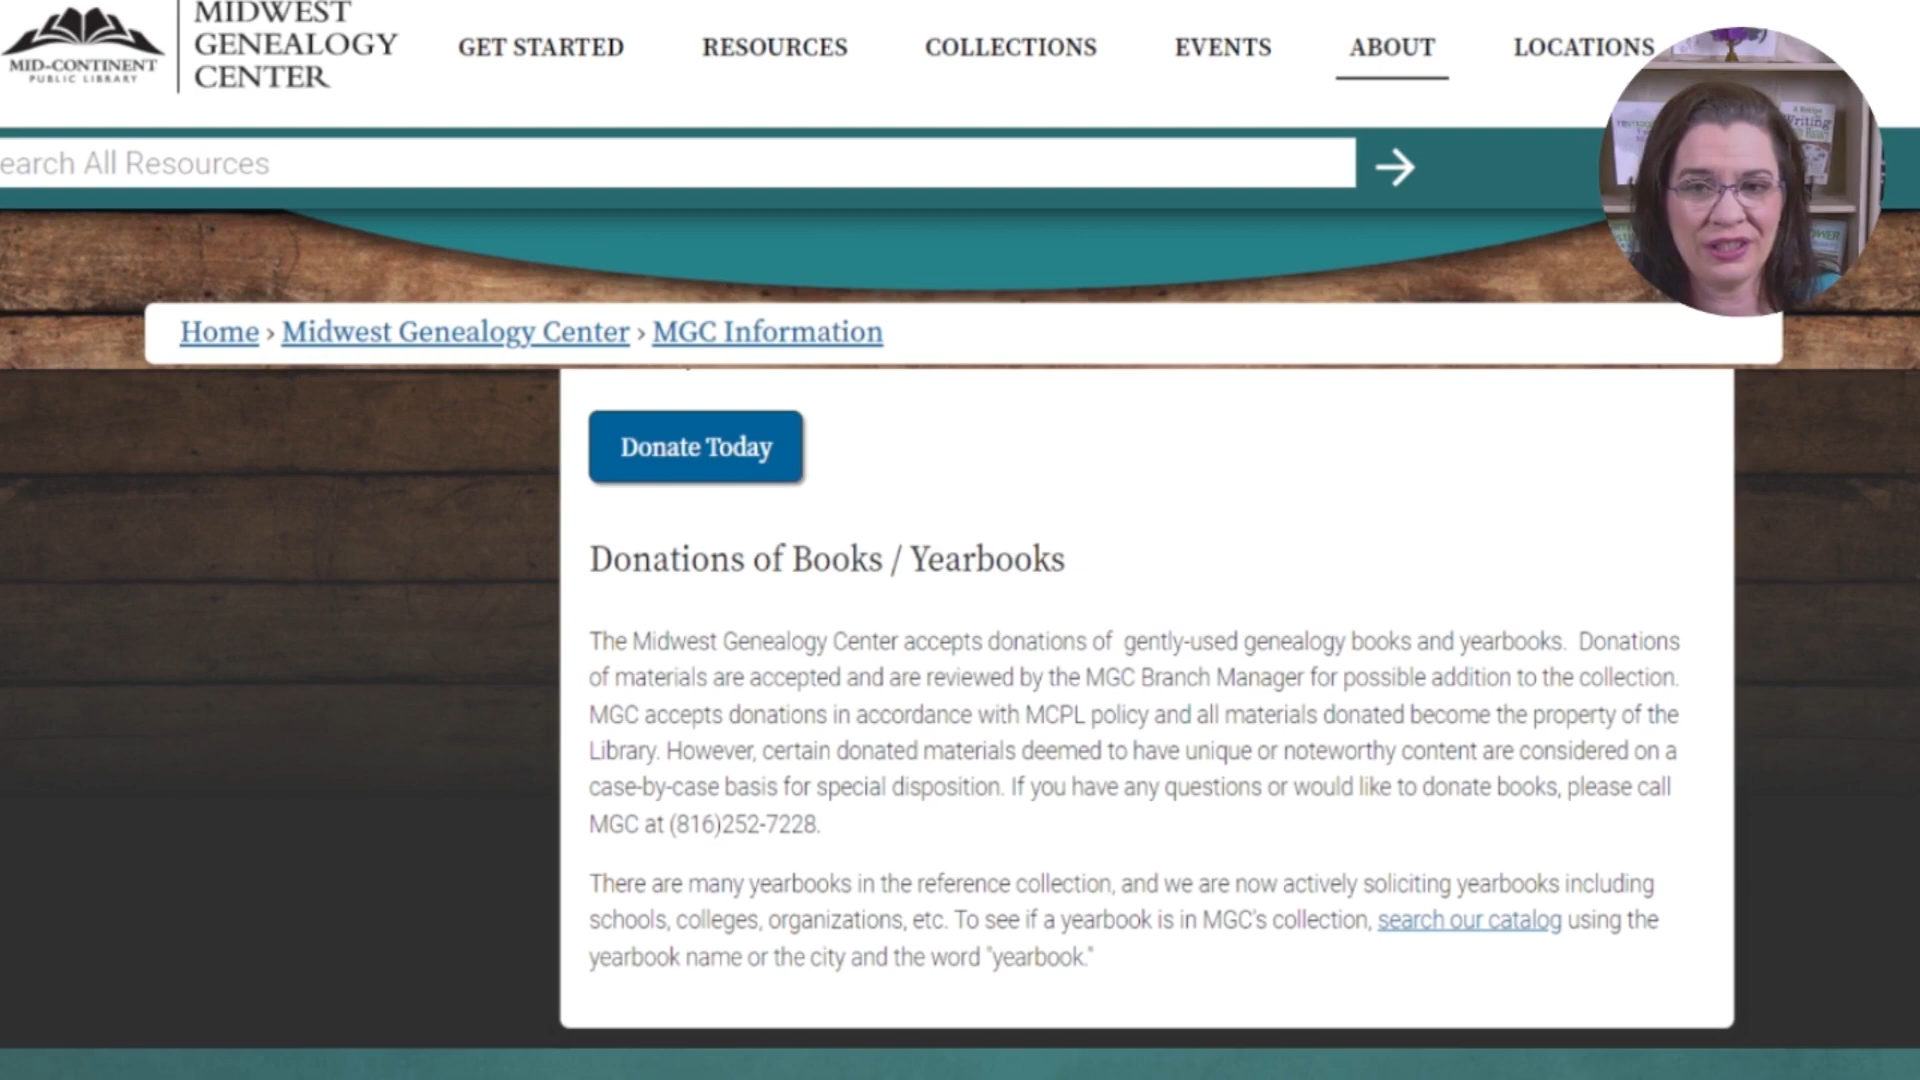 MIDWEST
GENEALOGY
CENTER
MID-CONTINENT
PUBLIC LIBRARY
GET STARTED
RESOURCES
COLLECTIONS
EVENTS
ABOUT
LOCATIONS
earch All Resources
Writing
Home › Midwest Genealogy Center › MGC Information
Donate Today
Donations of Books / Yearbooks
The Midwest Genealogy Center accepts donations of gently-used genealogy books and yearbooks. Donations
of materials are accepted and are reviewed by the MGC Branch Manager for possible addition to the collection.
MGC accepts donations in accordance with MCPL policy and all materials donated become the property of the
Library. However, certain donated materials deemed to have unique or noteworthy content are considered on a
case-by-case basis for special disposition. If you have any questions or would like to donate books, please call
MGC at (816)252-7228.
There are many yearbooks in the reference collection, and we are now actively soliciting yearbooks including
schools, colleges, organizations, etc. To see if a yearbook is in MGC's collection, search our catalog using the
yearbook name or the city and the word "yearbook."